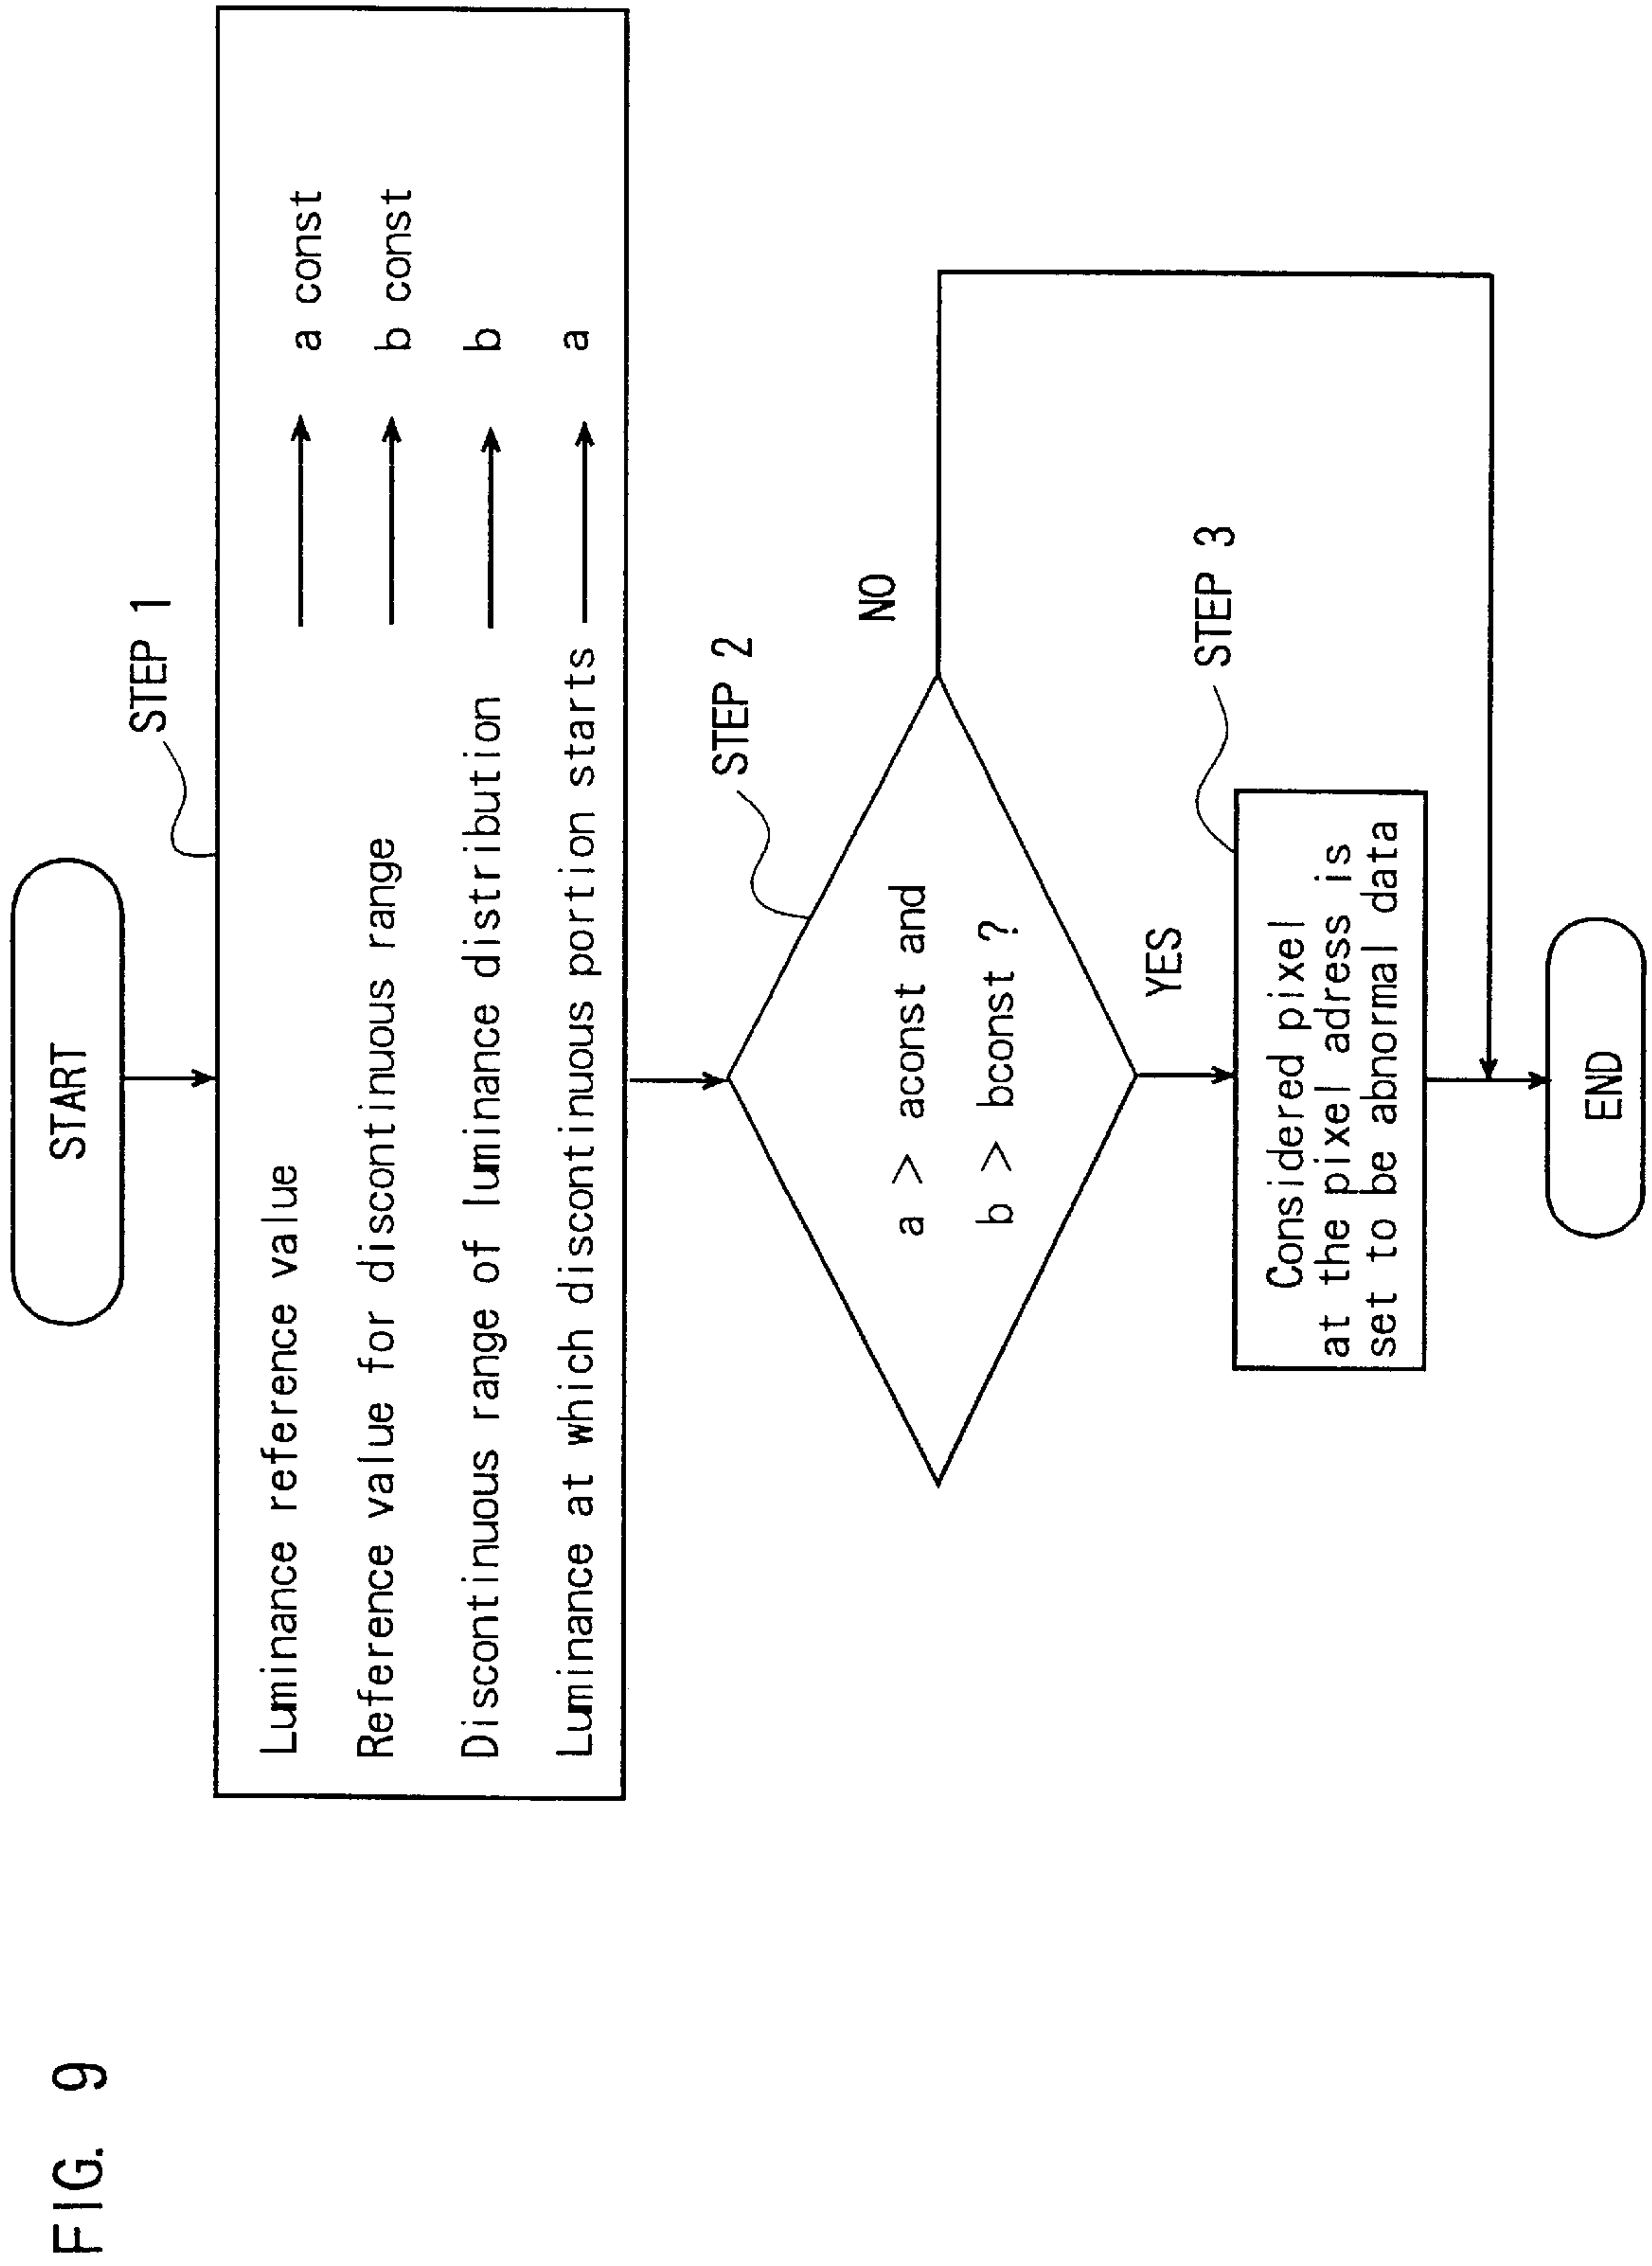 FIG. 9
START
STEP 1
Luminance reference value → a const
Reference value for discontinuous range → b const
Discontinuous range of luminance distribution → b
Luminance at which discontinuous portion starts → a
STEP 2
a > aconst and
b > bconst ?
NO
YES
STEP 3
Considered pixel
at the pixel adress is
set to be abnormal data
END